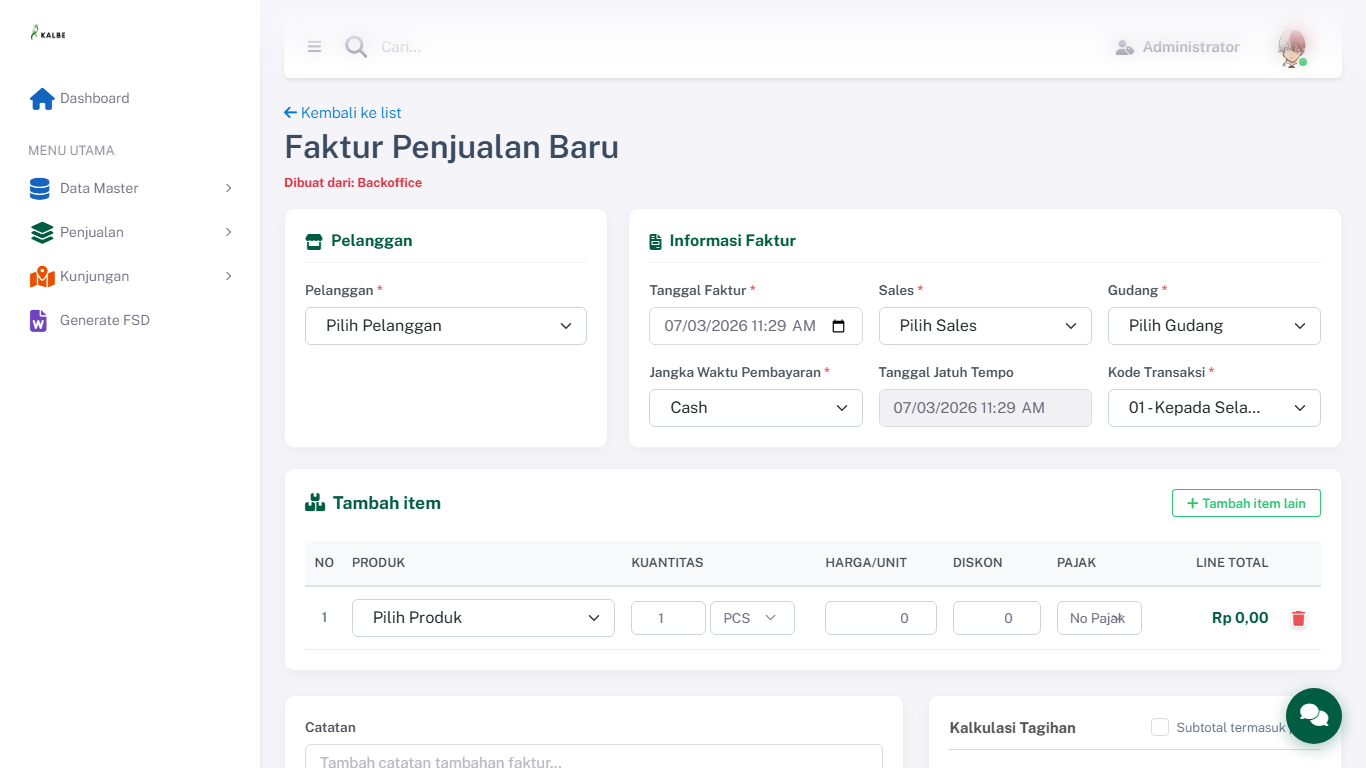 KALBE
Cari...
Administrator
Dashboard
MENU UTAMA
Data Master
Penjualan
Kunjungan
Generate FSD
Kembali ke list
Faktur Penjualan Baru
Dibuat dari: Backoffice
Pelanggan
Pelanggan *
Pilih Pelanggan
Informasi Faktur
Tanggal Faktur * Sales * Gudang *
07/03/2026 11:29 AM Pilih Sales Pilih Gudang
Jangka Waktu Pembayaran * Tanggal Jatuh Tempo Kode Transaksi *
Cash 07/03/2026 11:29 AM 01 - Kepada Sela...
Tambah item
+ Tambah item lain
NO PRODUK KUANTITAS HARGA/UNIT DISKON PAJAK LINE TOTAL
1 Pilih Produk 1 PCS 0 0 No Pajak Rp 0,00
Catatan
Tambah catatan tambahan faktur...
Kalkulasi Tagihan
Subtotal termasuk